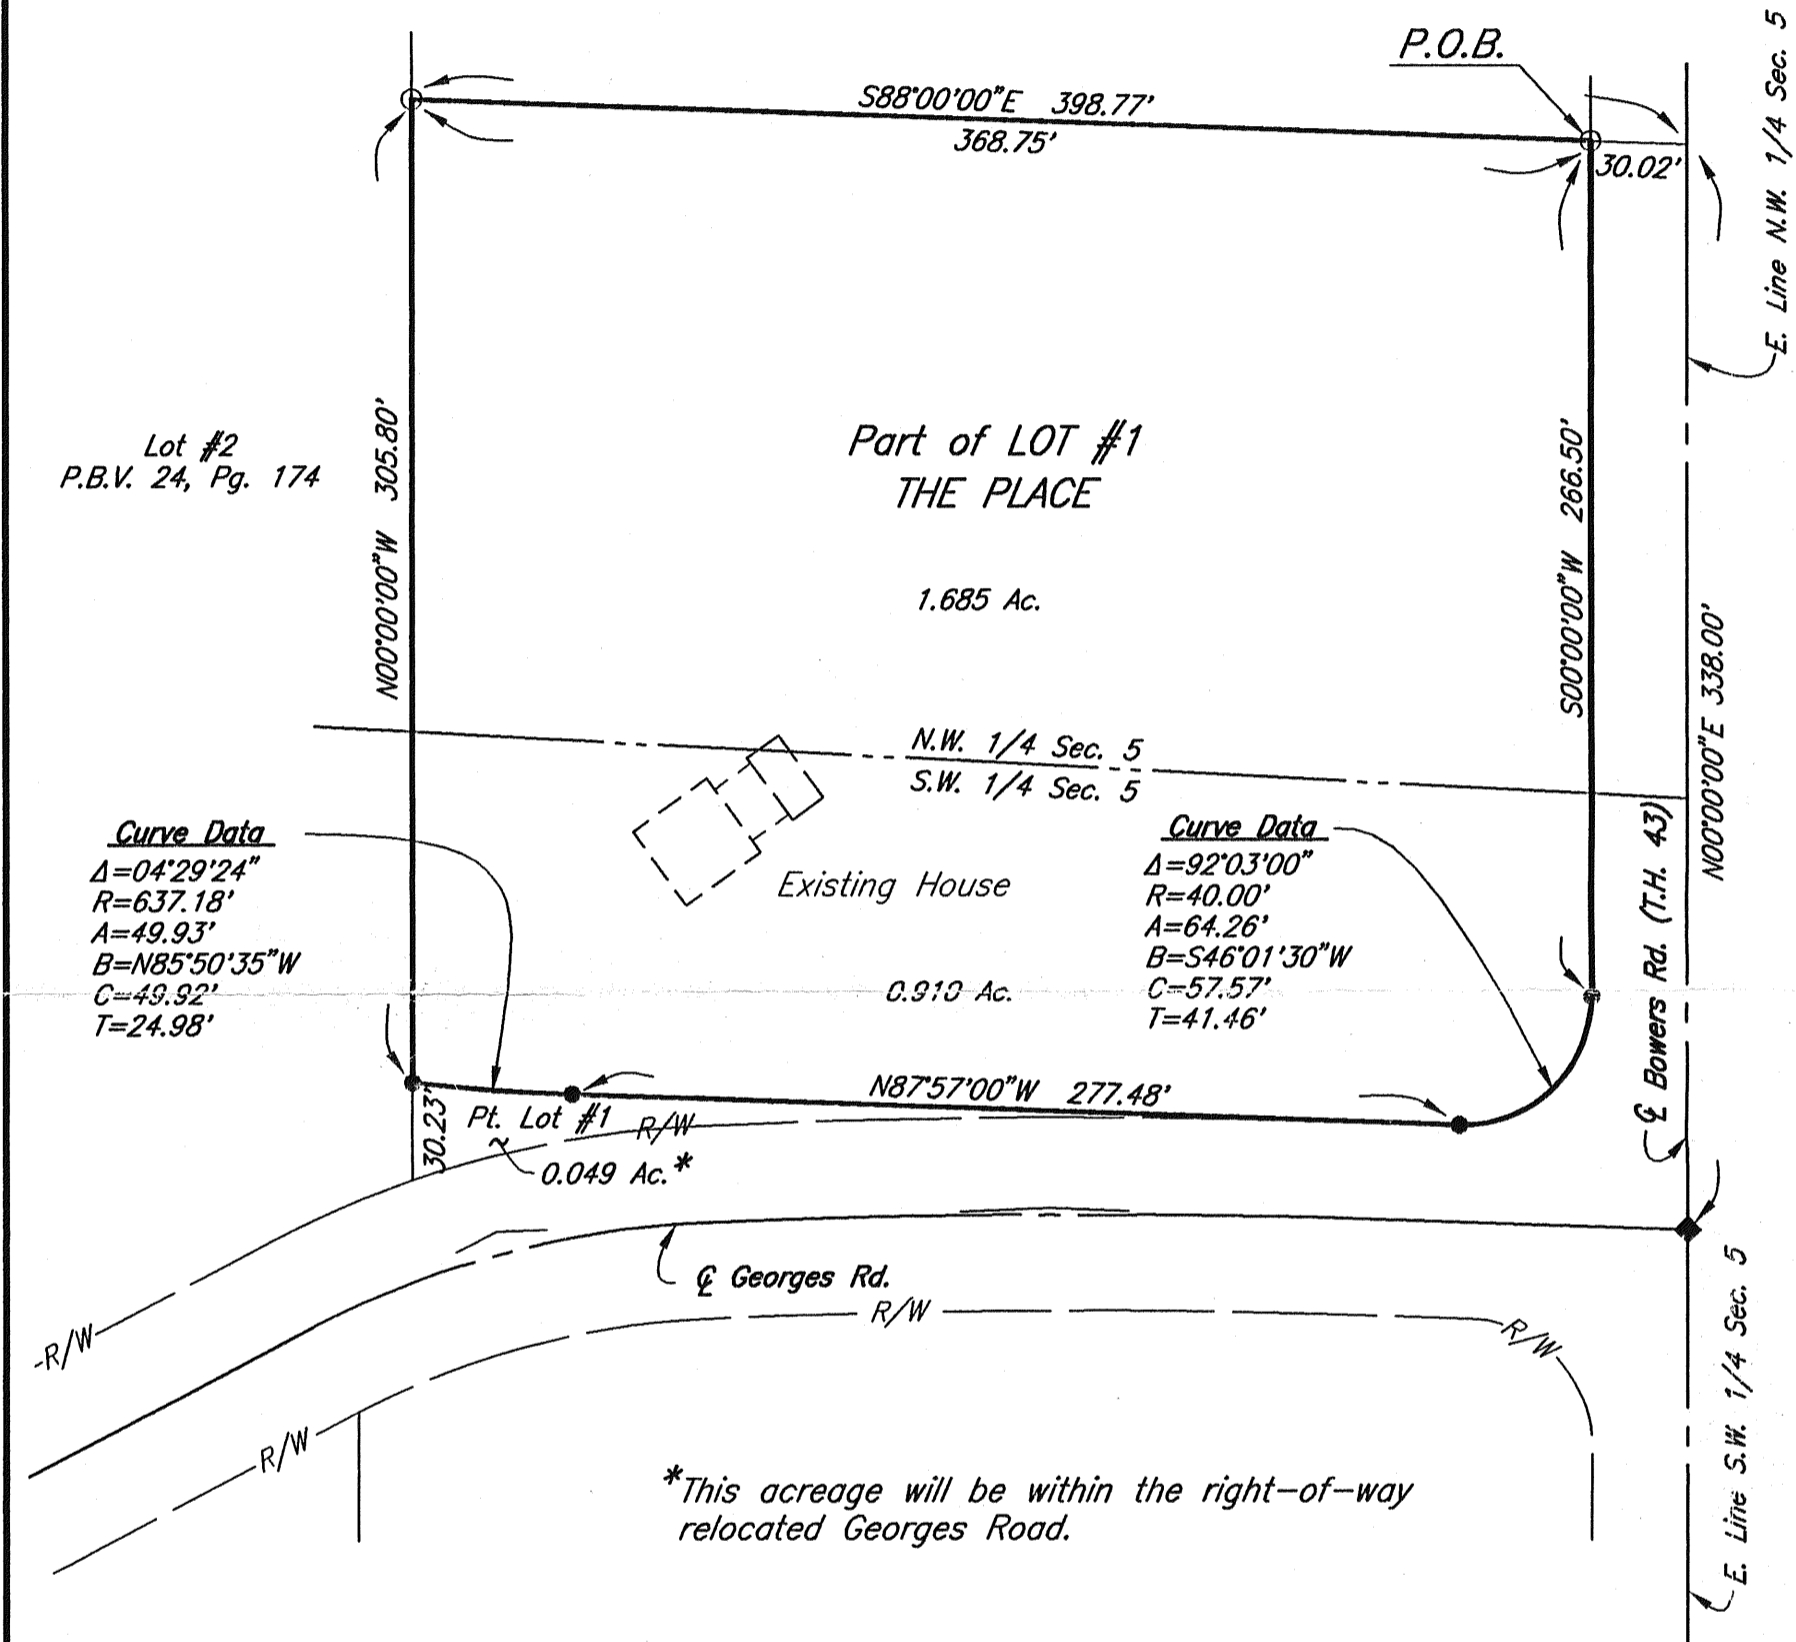 P.O.B.
S88°00'00"E 398.77'
368.75'
30.02'
E. Line N.W. 1/4 Sec. 5
Lot #2
P.B.V. 24, Pg. 174
N00°00'00"W 305.80'
Part of LOT #1
THE PLACE
1.685 Ac.
S00°00'00"W 266.50'
N00°00'00"E 338.00'
N.W. 1/4 Sec. 5
S.W. 1/4 Sec. 5
Curve Data
Δ=04°29'24"
R=637.18'
A=49.93'
B=N85°50'35"W
C=49.92'
T=24.98'
Existing House
Curve Data
Δ=92°03'00"
R=40.00'
A=64.26'
B=S46°01'30"W
C=57.57'
T=41.46'
0.910 Ac.
℄ Bowers Rd. (T.H. 43)
N87°57'00"W 277.48'
30.23'
Pt. Lot #1
R/W
0.049 Ac.*
℄ Georges Rd.
R/W
R/W
R/W
R/W
E. Line S.W. 1/4 Sec. 5
*This acreage will be within the right-of-way
relocated Georges Road.